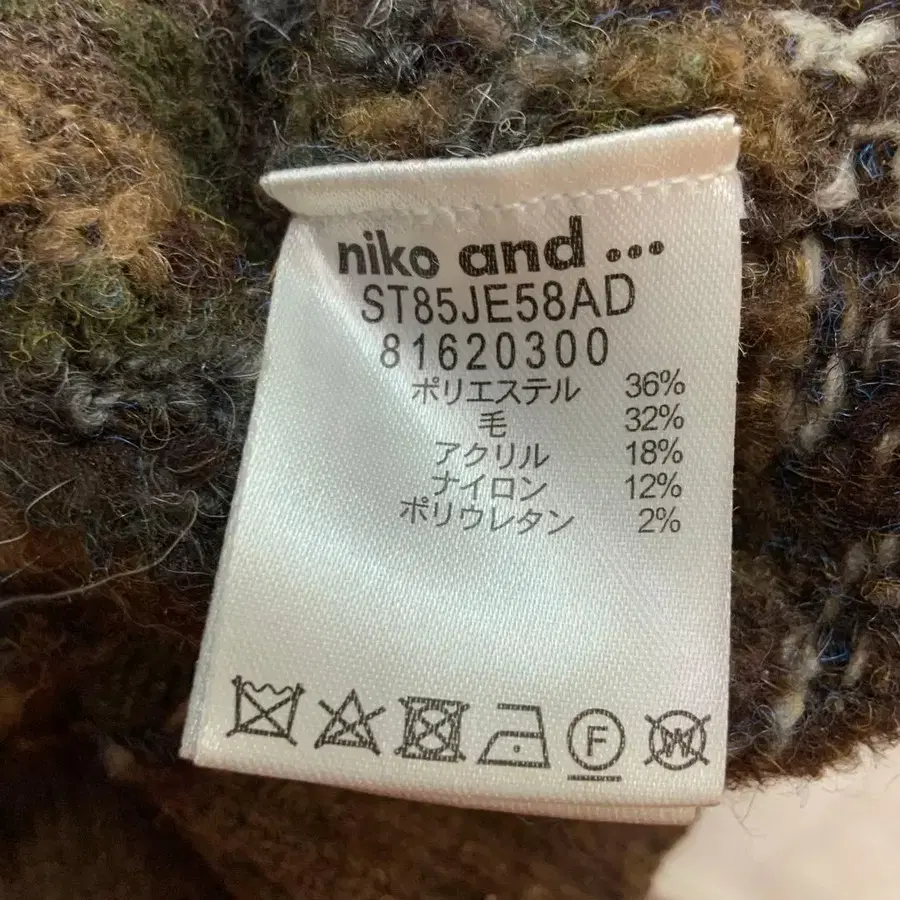 niko and ...
ST85JE58AD
81620300
ポリエステル 36%
毛 32%
アクリル 18%
ナイロン 12%
ポリウレタン 2%
F W